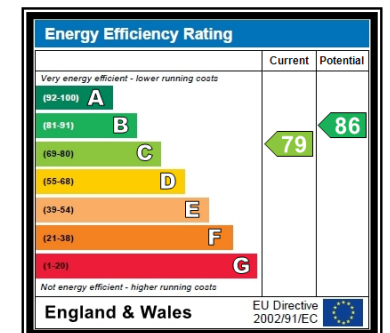 Energy Efficiency Rating
Current Potential
Very energy efficient - lower running costs
(92-100) A
(81-91) B
(69-80) C
(55-68) D
(39-54) E
(21-38) F
(1-20) G
79
86
Not energy efficient - higher running costs
England & Wales
EU Directive
2002/91/EC